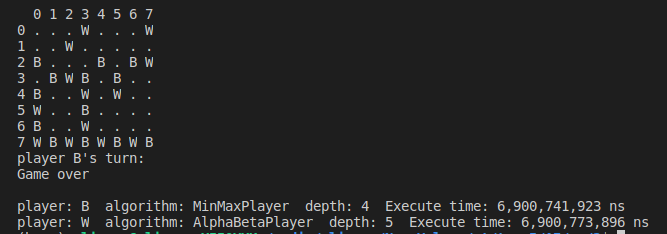 0 1 2 3 4 5 6 7
0 . . . W . . . W
1 . . W . . . . .
2 B . . . B . B W
3 . B W B . B . .
4 B . . W . W . .
5 W . . B . . . .
6 B . . W . . . .
7 W B W B W B W B
player B's turn:
Game over
player: B  algorithm: MinMaxPlayer  depth: 4  Execute time: 6,900,741,923 ns
player: W  algorithm: AlphaBetaPlayer  depth: 5  Execute time: 6,900,773,896 ns